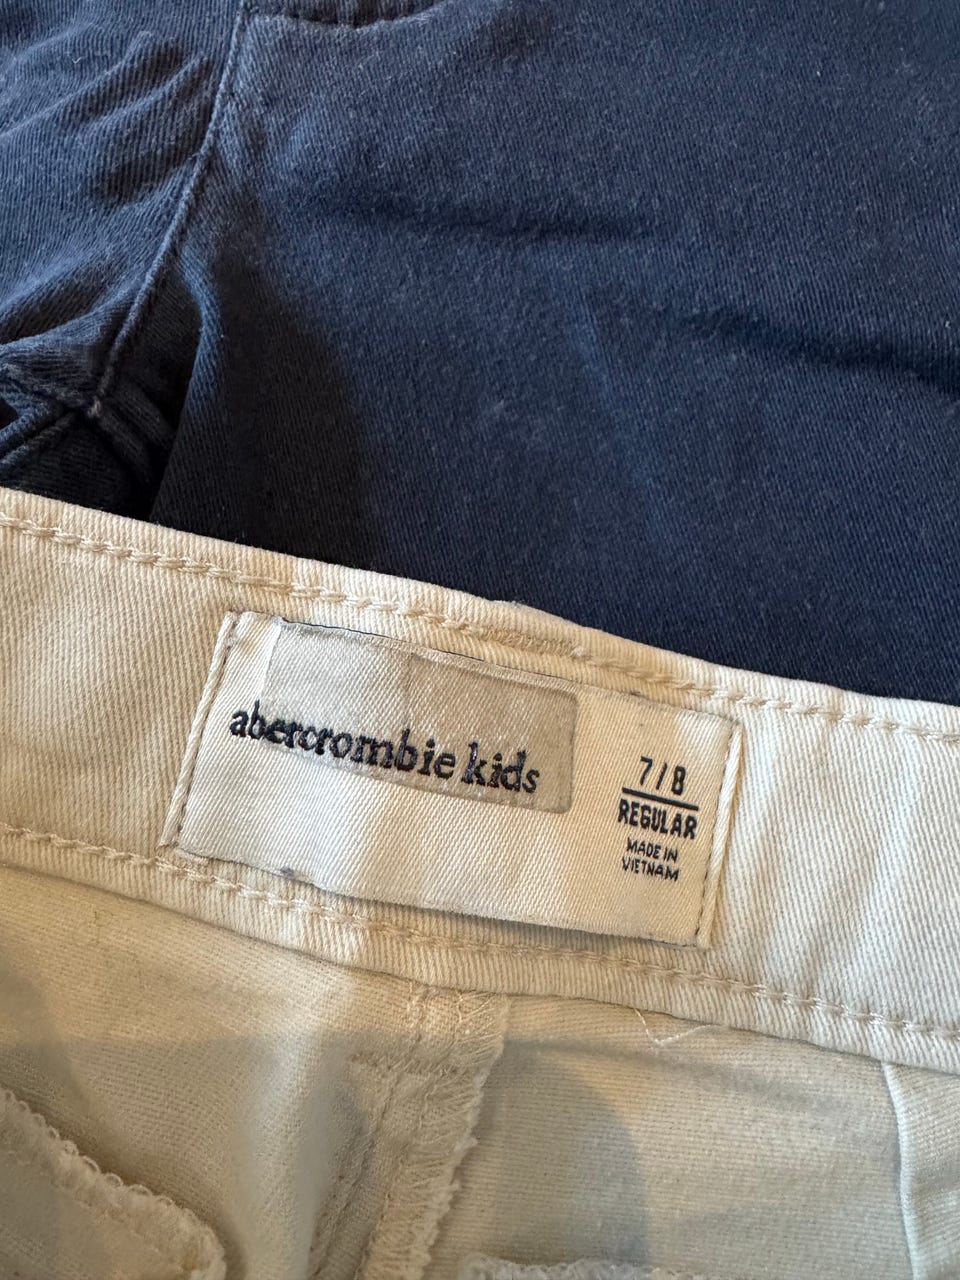 abercrombie kids
7/8
REGULAR
MADE IN
VIETNAM